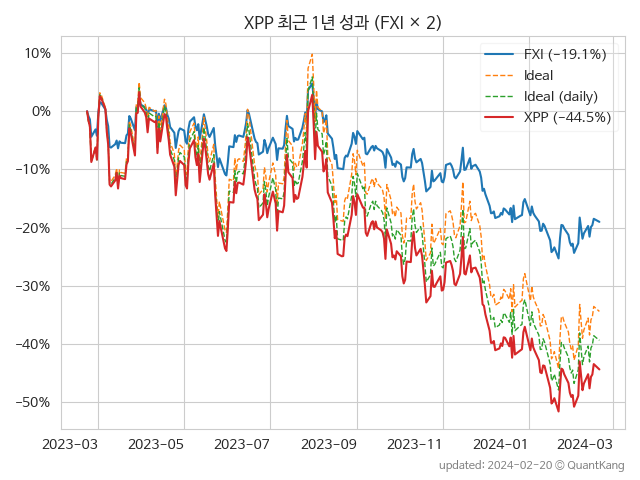 XPP 최근 1년 성과 (FXI × 2)
FXI (−19.1%)
Ideal
Ideal (daily)
XPP (−44.5%)
10%
0%
−10%
−20%
−30%
−40%
−50%
2023-03 2023-05 2023-07 2023-09 2023-11 2024-01 2024-03
updated: 2024-02-20 © QuantKang